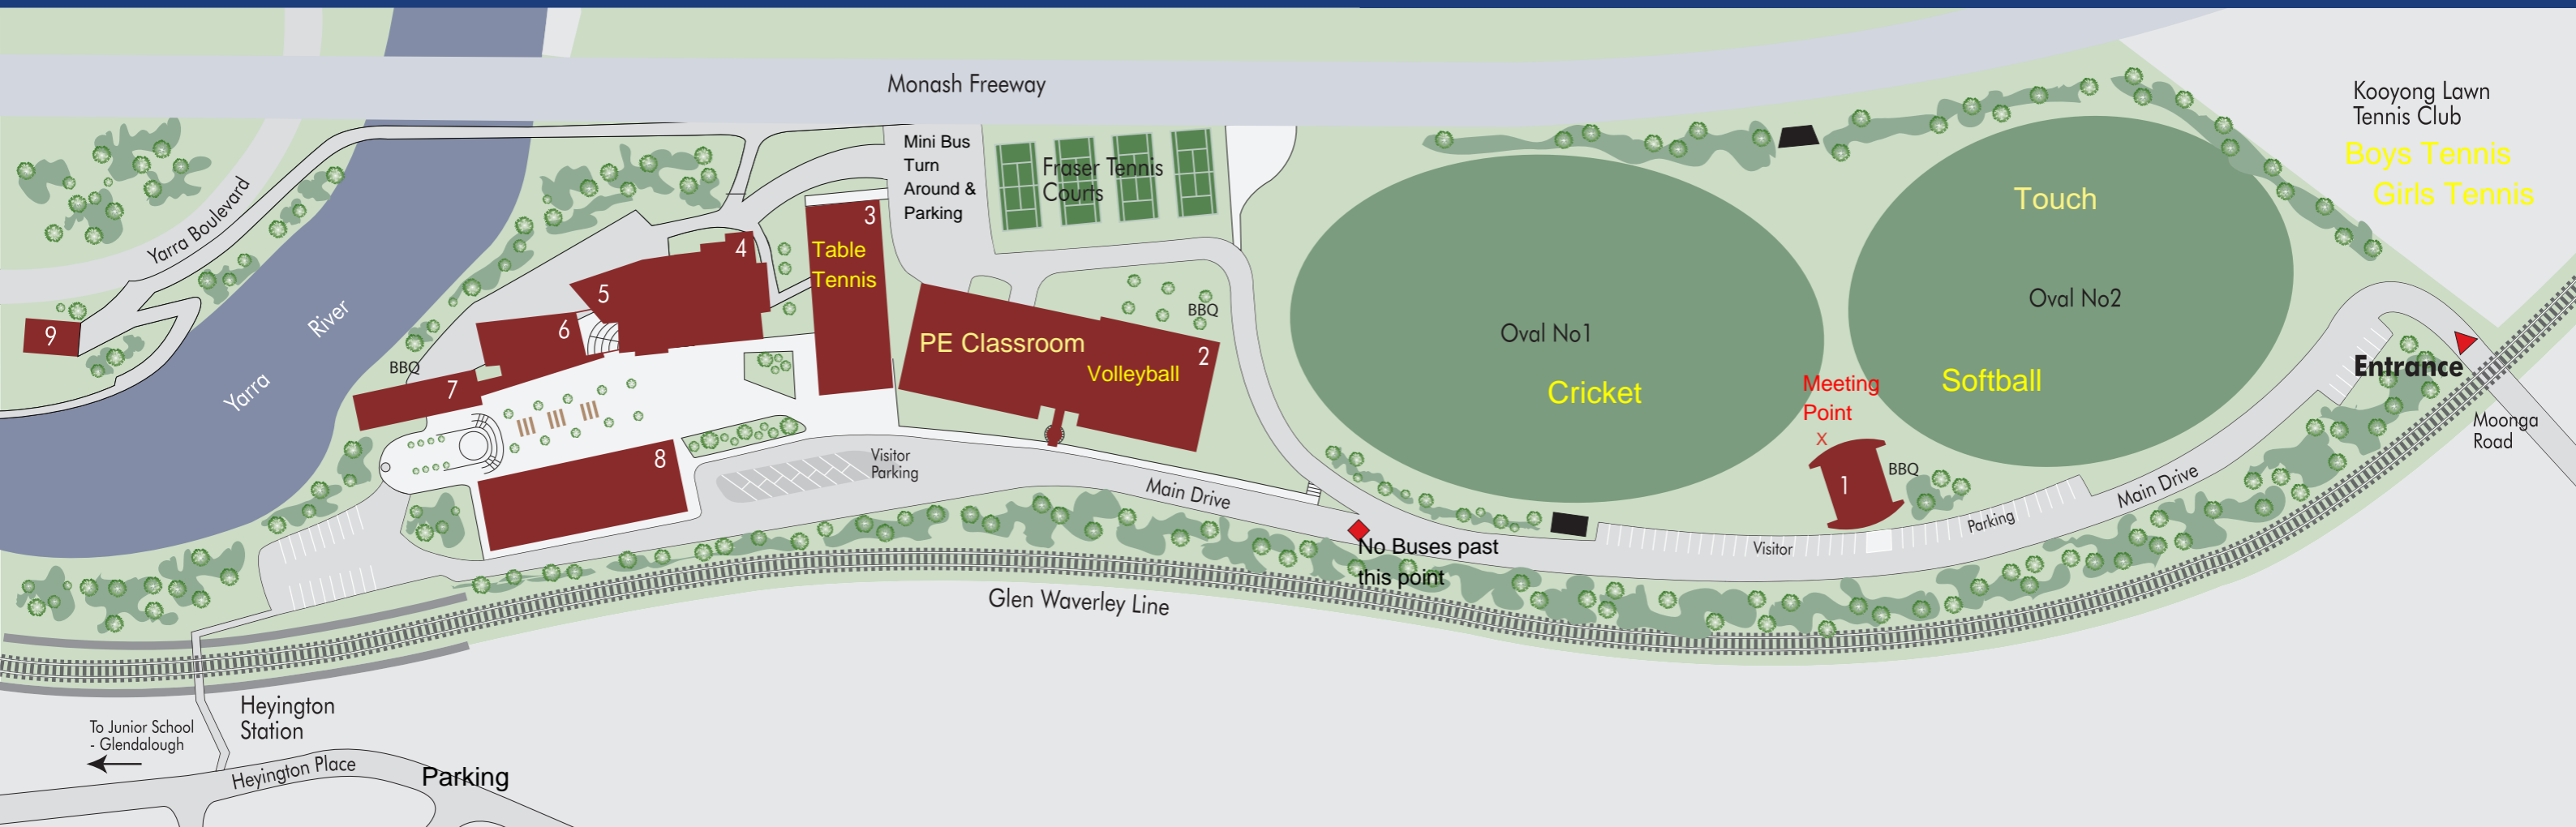 Monash Freeway
Kooyong Lawn
Tennis Club
Boys Tennis
Girls Tennis
Mini Bus
Turn
Around &
Parking
Fraser Tennis
Courts
Yarra Boulevard
3
Table
Tennis
4
5
6
7
8
9
BBQ
River
Yarra
PE Classroom
Volleyball
2
BBQ
Oval No1
Cricket
Touch
Oval No2
Softball
Meeting
Point
X
1
BBQ
Entrance
Moonga
Road
Visitor
Parking
Main Drive
No Buses past
this point
Visitor
Parking
Main Drive
Glen Waverley Line
Heyington
Station
To Junior School
- Glendalough
Heyington Place
Parking